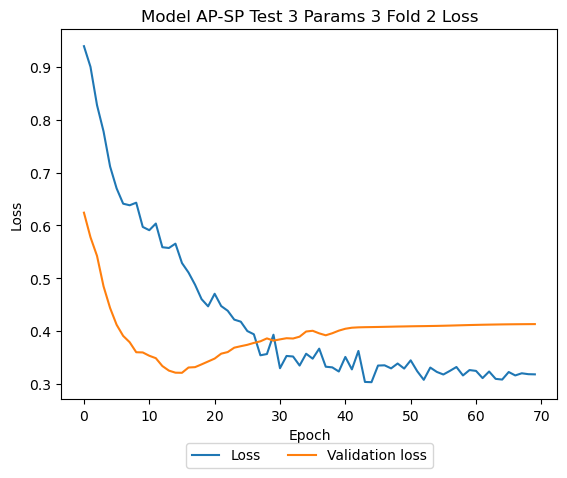 Model AP-SP Test 3 Params 3 Fold 2 Loss
Loss
0.9
0.8
0.7
0.6
0.5
0.4
0.3
0 10 20 30 40 50 60 70
Epoch
Loss Validation loss